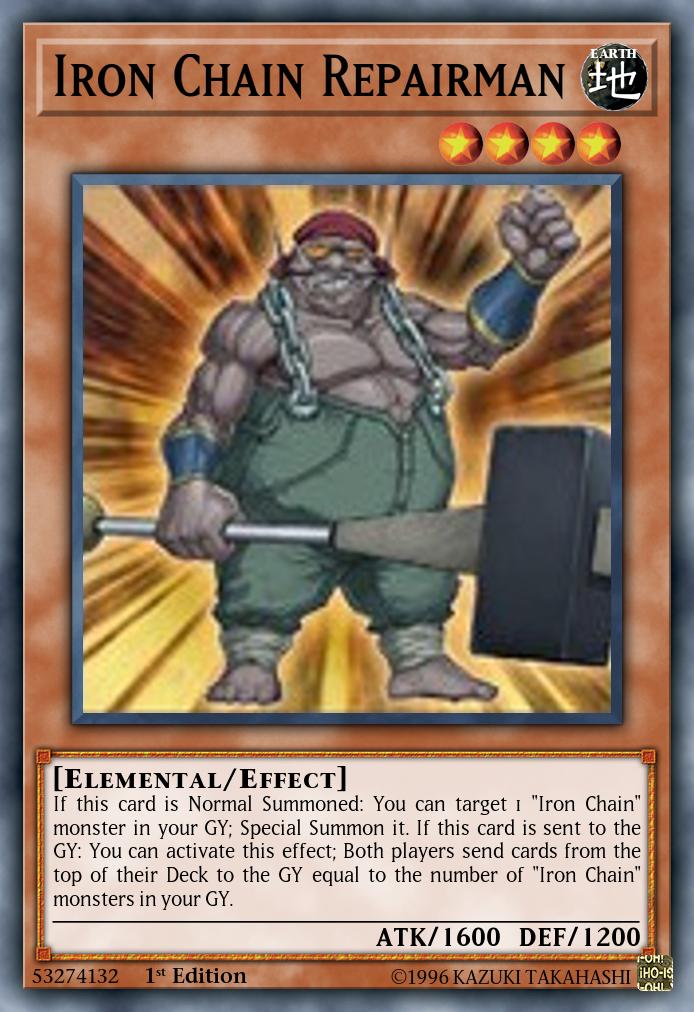 Iron Chain Repairman
EARTH
地
[Elemental/Effect]
If this card is Normal Summoned: You can target 1 "Iron Chain"
monster in your GY; Special Summon it. If this card is sent to the
GY: You can activate this effect; Both players send cards from the
top of their Deck to the GY equal to the number of "Iron Chain"
monsters in your GY.
ATK/1600 DEF/1200
53274132 1st Edition ©1996 KAZUKI TAKAHASHI